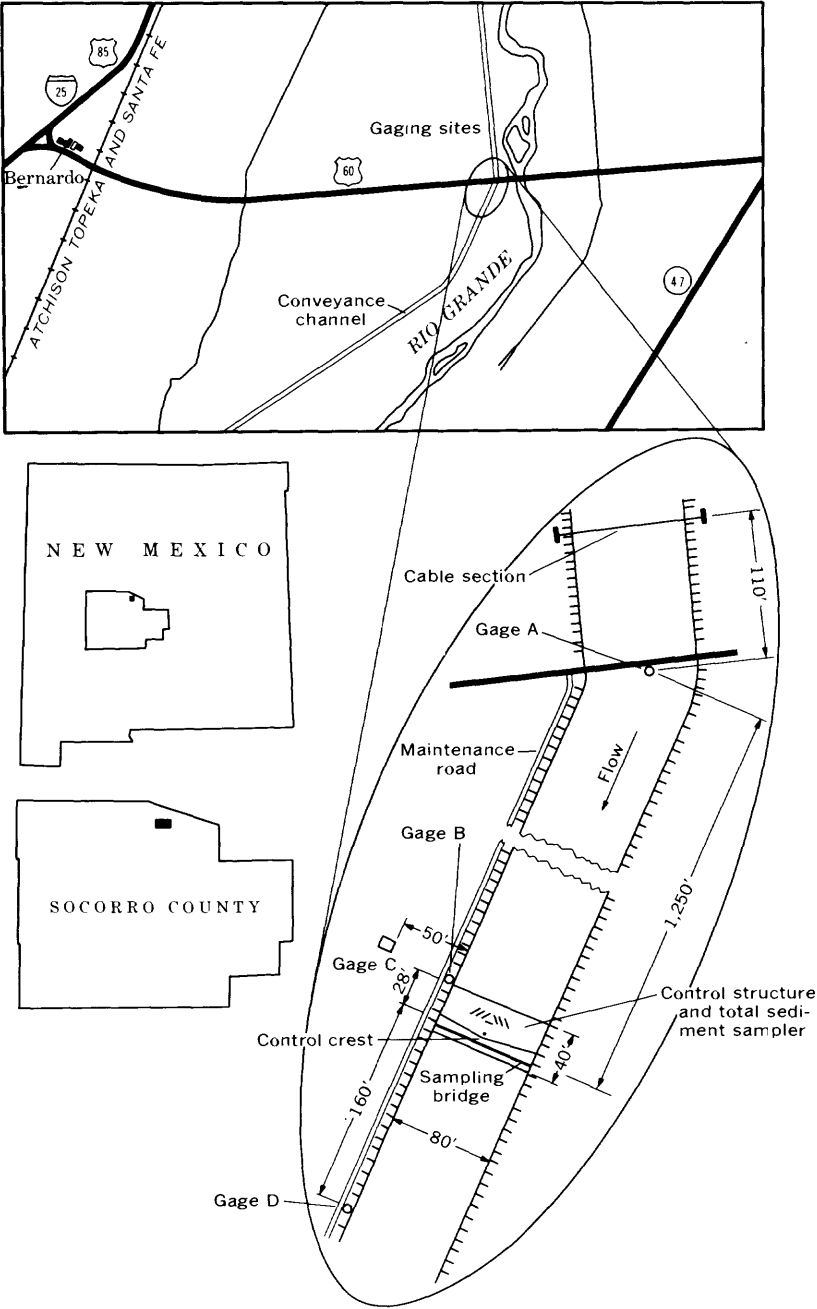 85
25
ATCHISON TOPEKA AND SANTA FE
Bernardo
Gaging sites
60
Conveyance
channel
RIO GRANDE
47
NEW MEXICO
Cable section
110'
Gage A
Maintenance
road
Flow
Gage B
1,250'
50'
Gage C
28'
Control structure
and total sedi-
ment sampler
Control crest
40'
Sampling
bridge
160'
80'
Gage D
SOCORRO COUNTY